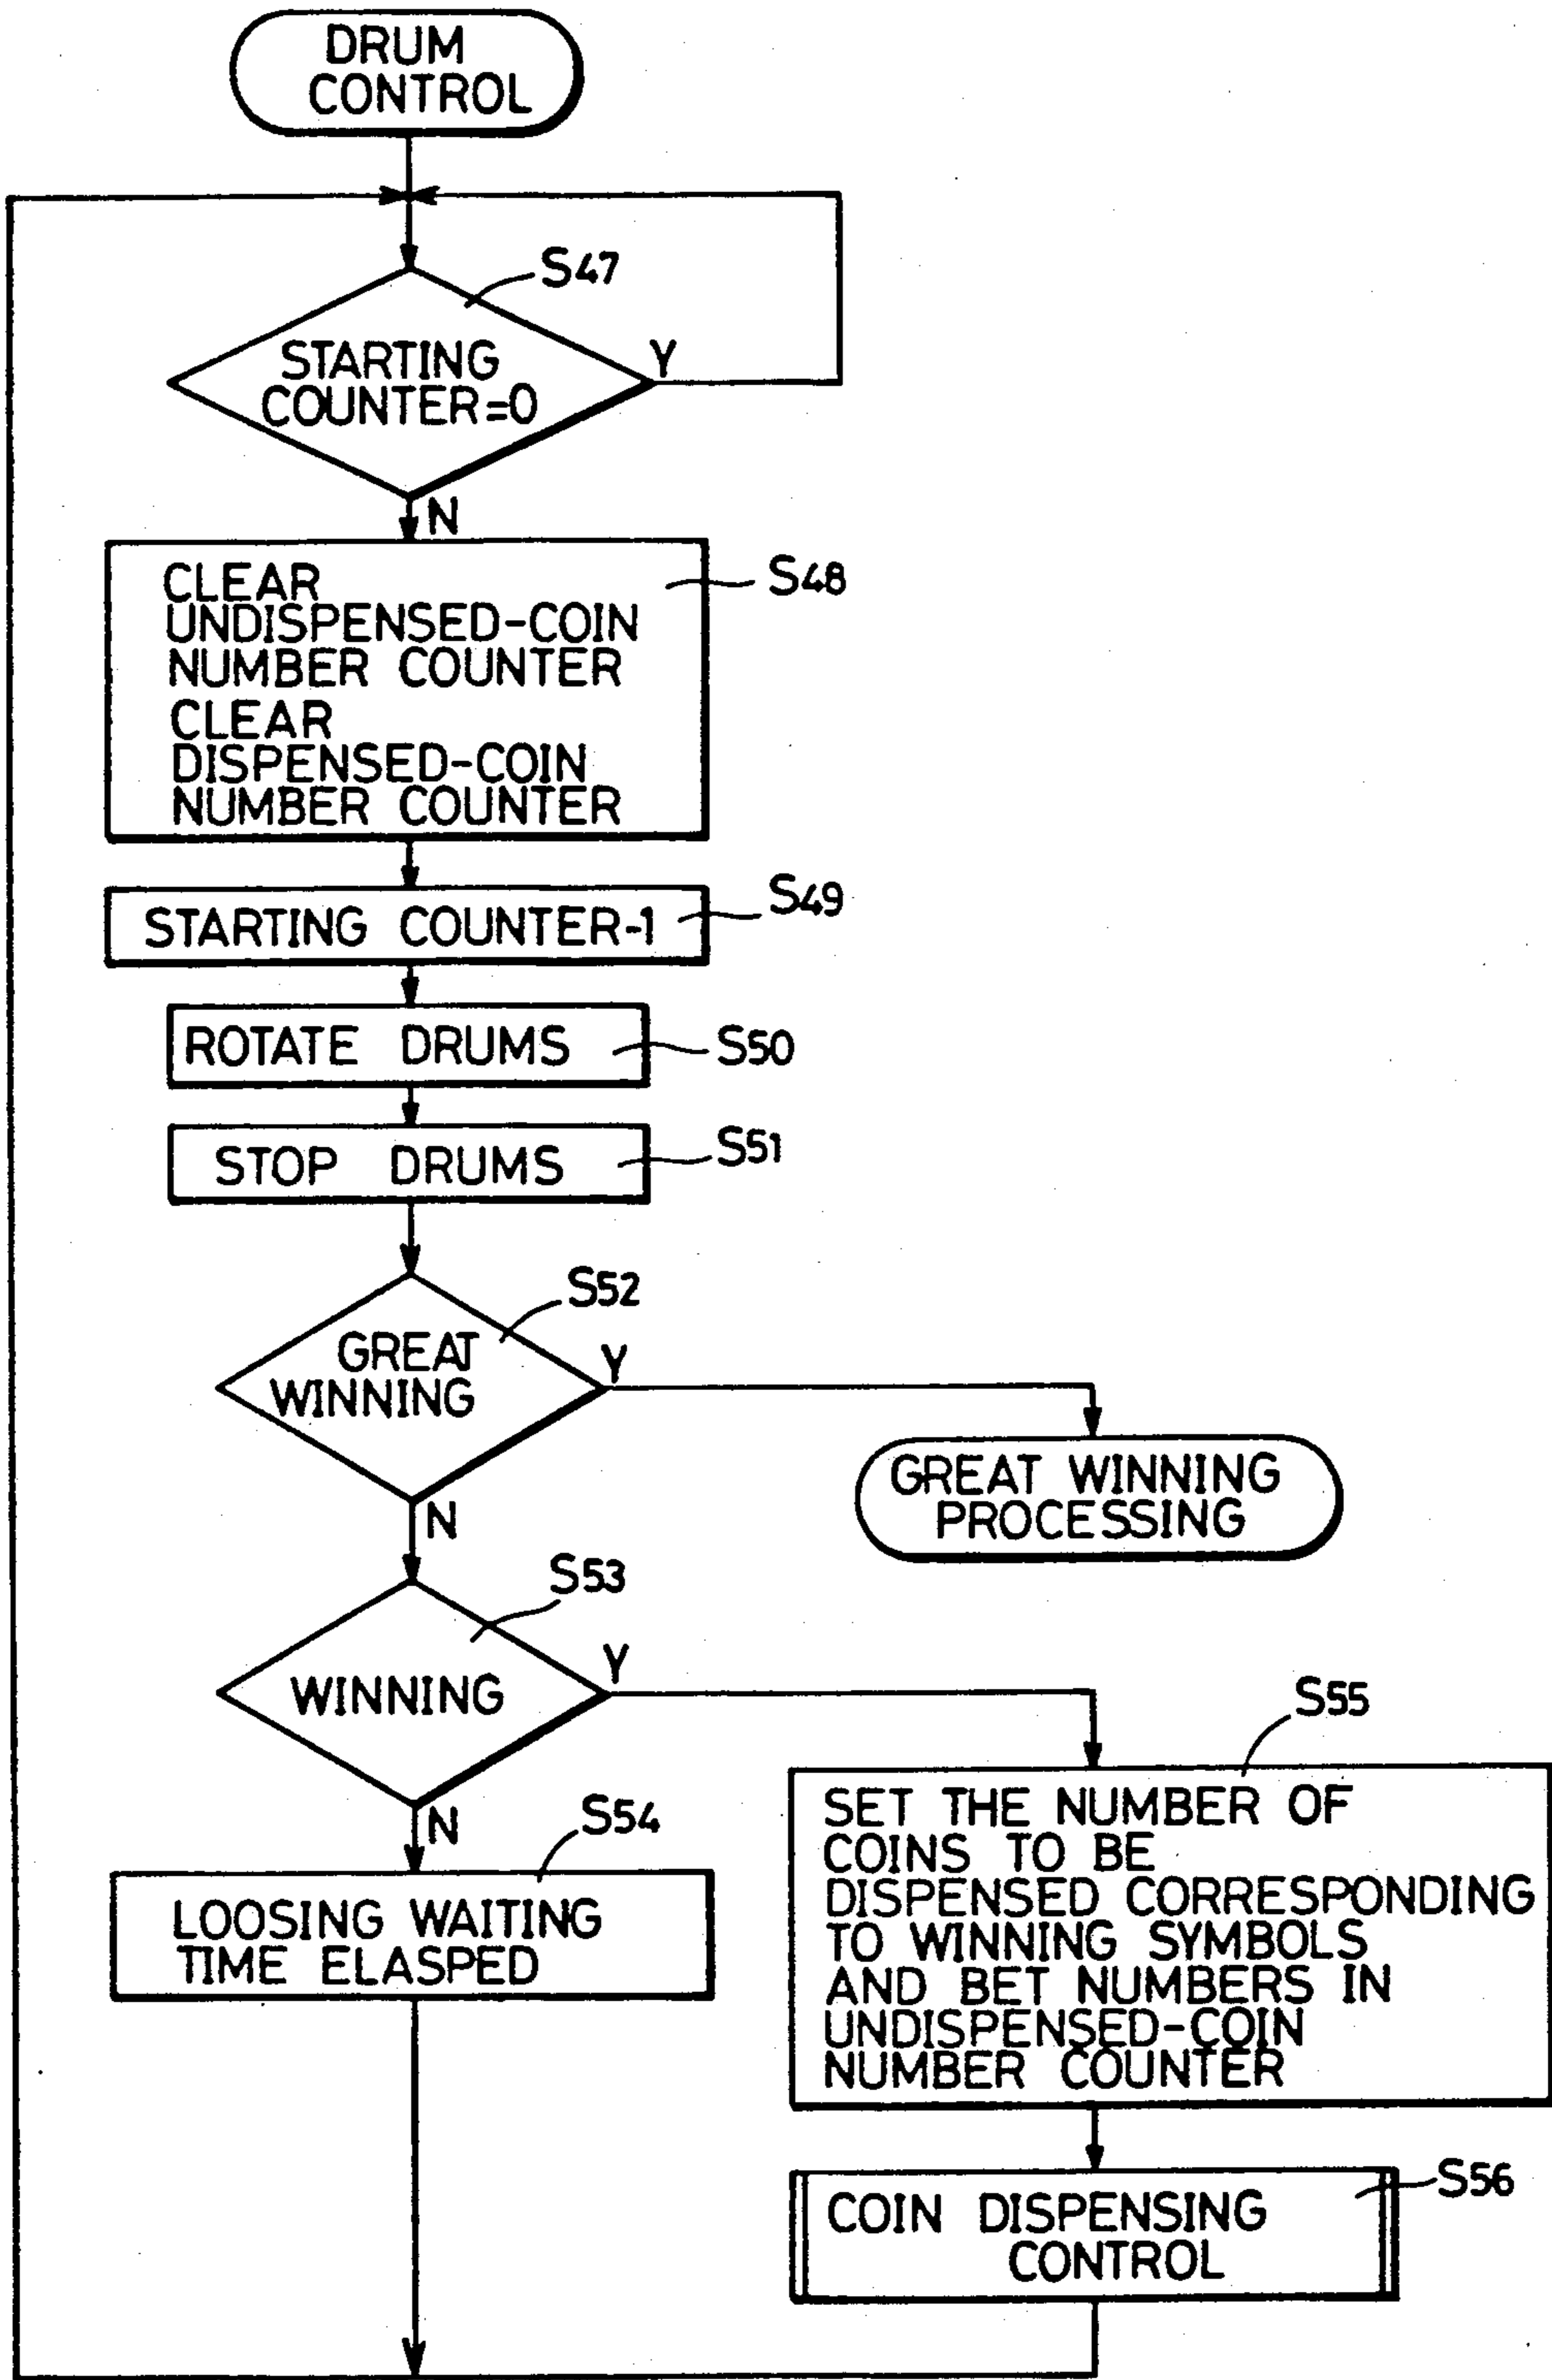 DRUM
CONTROL
S47
STARTING
COUNTER=0
Y
N
CLEAR
UNDISPENSED-COIN
NUMBER COUNTER
CLEAR
DISPENSED-COIN
NUMBER COUNTER
S48
STARTING COUNTER-1
S49
ROTATE DRUMS
S50
STOP DRUMS
S51
S52
GREAT
WINNING
Y
N
GREAT WINNING
PROCESSING
S53
WINNING
Y
N
S54
LOOSING WAITING
TIME ELASPED
S55
SET THE NUMBER OF
COINS TO BE
DISPENSED CORRESPONDING
TO WINNING SYMBOLS
AND BET NUMBERS IN
UNDISPENSED-COIN
NUMBER COUNTER
S56
COIN DISPENSING
CONTROL